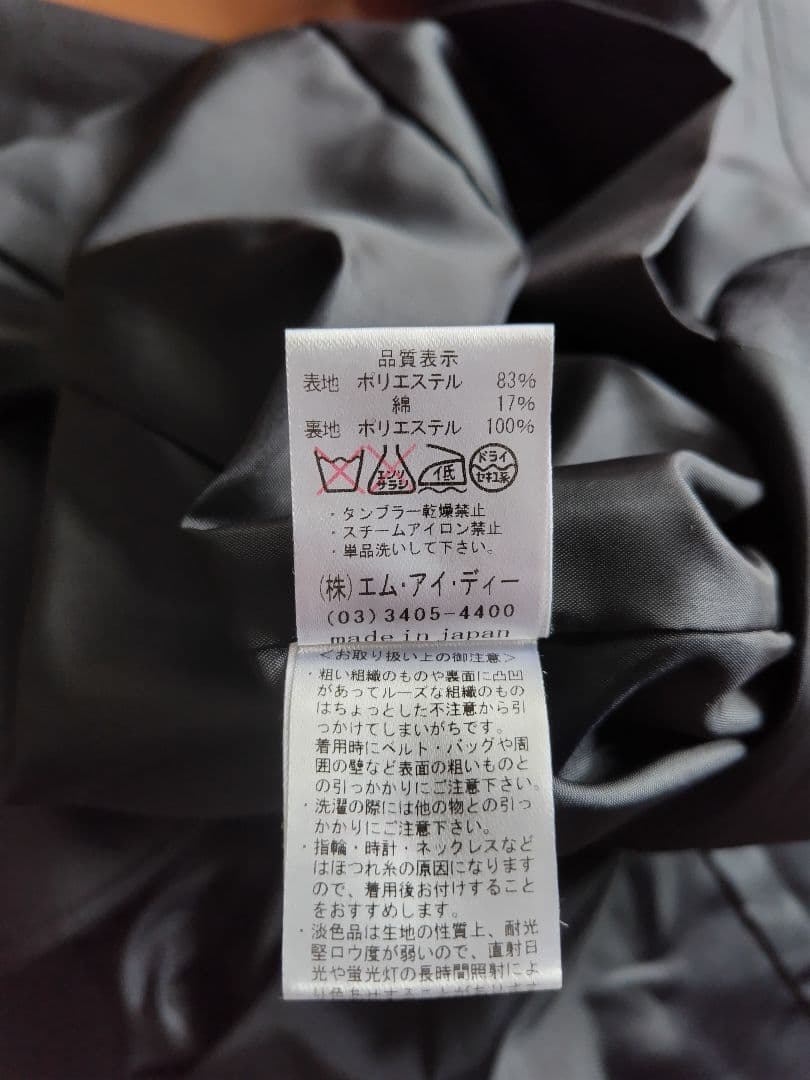 品質表示
表地 ポリエステル 83%
綿 17%
裏地 ポリエステル 100%
エンソサラシ 低 ドライ セキユ系
・タンブラー乾燥禁止
・スチームアイロン禁止
・単品洗いして下さい。
(株)エム・アイ・ディー
(03)3405-4400
made in japan
<お取り扱い上の御注意>
・粗い組織のものや裏面に凸凹
があってルーズな組織のもの
はちょっとした不注意から引
っかけてしまいがちです。
着用時にベルト・バッグや周
囲の壁など表面の粗いものと
の引っかかりにご注意下さい。
・洗濯の際には他の物との引っ
かかりにご注意下さい。
・指輪・時計・ネックレスなど
はほつれ糸の原因になります
ので、着用後お付けすること
をおすすめします。
・淡色品は生地の性質上、耐光
堅ロウ度が弱いので、直射日
光や蛍光灯の長時間照射によ